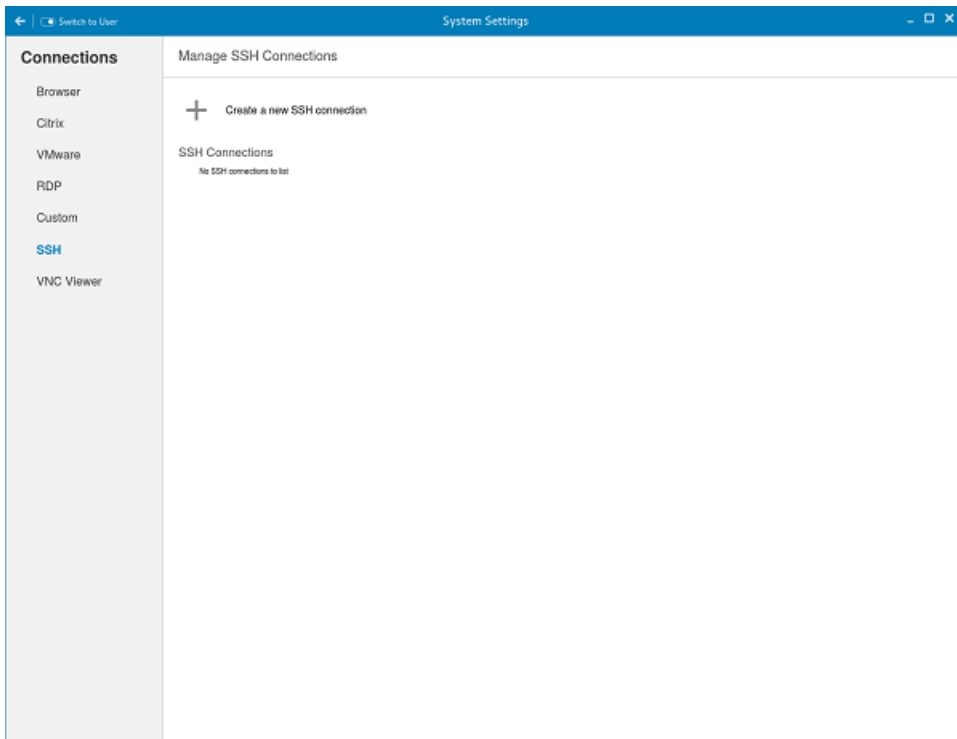 Switch to User
System Settings
Connections
Browser
Citrix
VMware
RDP
Custom
SSH
VNC Viewer
Manage SSH Connections
Create a new SSH connection
SSH Connections
No SSH connections to list